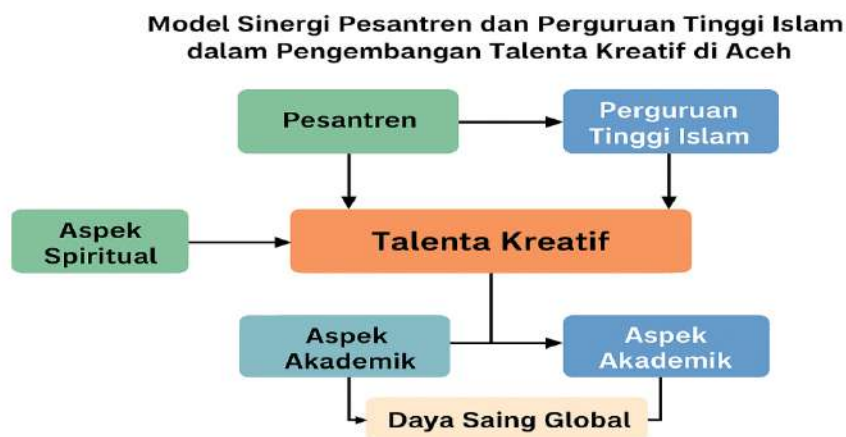 Model Sinergi Pesantren dan Perguruan Tinggi Islam
dalam Pengembangan Talenta Kreatif di Aceh
Pesantren
Perguruan
Tinggi Islam
Aspek
Spiritual
Talenta Kreatif
Aspek
Akademik
Aspek
Akademik
Daya Saing Global